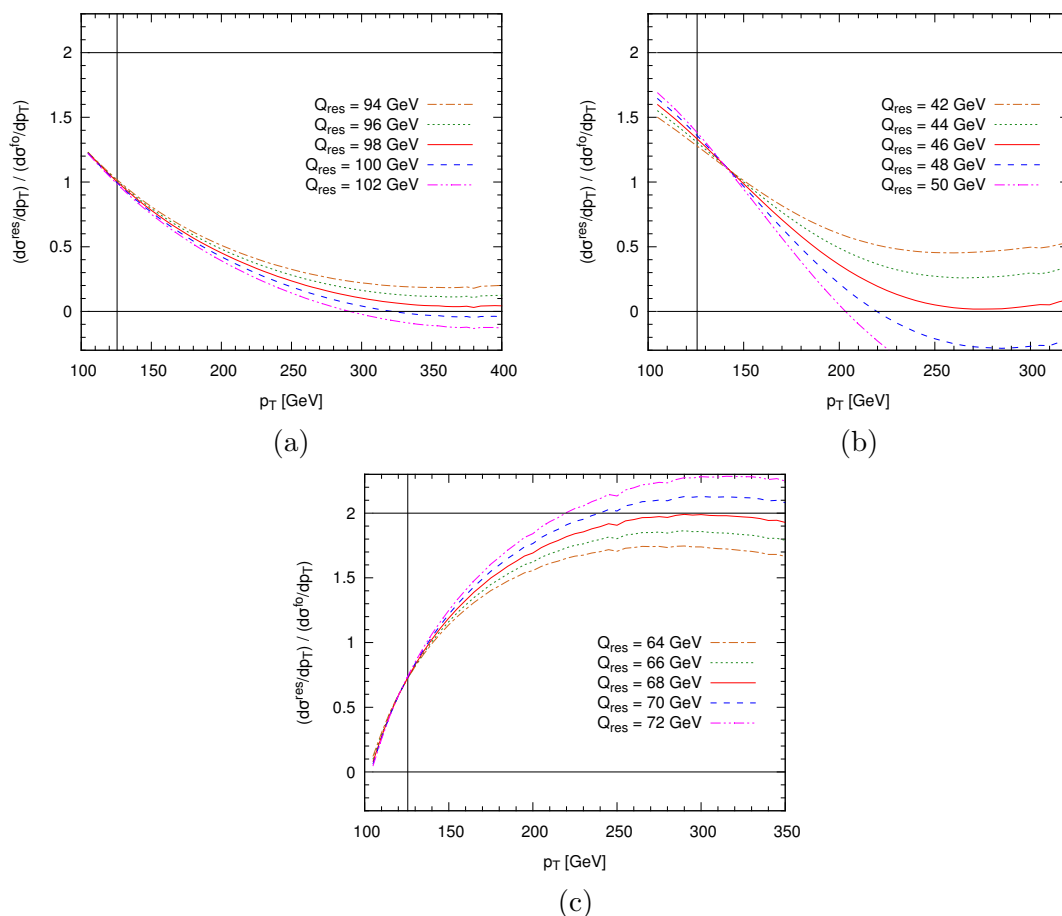 (dσ^res/dp_T) / (dσ^fo/dp_T)
2
1.5
1
0.5
0
Q_res = 94 GeV
Q_res = 96 GeV
Q_res = 98 GeV
Q_res = 100 GeV
Q_res = 102 GeV
100 150 200 250 300 350 400
p_T [GeV]
(a)
(dσ^res/dp_T) / (dσ^fo/dp_T)
2
1.5
1
0.5
0
Q_res = 42 GeV
Q_res = 44 GeV
Q_res = 46 GeV
Q_res = 48 GeV
Q_res = 50 GeV
100 150 200 250 300
p_T [GeV]
(b)
(dσ^res/dp_T) / (dσ^fo/dp_T)
2
1.5
1
0.5
0
Q_res = 64 GeV
Q_res = 66 GeV
Q_res = 68 GeV
Q_res = 70 GeV
Q_res = 72 GeV
100 150 200 250 300 350
p_T [GeV]
(c)